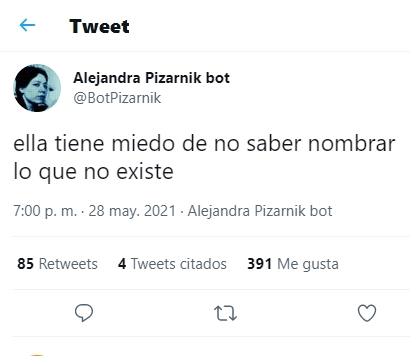 Tweet
Alejandra Pizarnik bot
@BotPizarnik
ella tiene miedo de no saber nombrar
lo que no existe
7:00 p. m. · 28 may. 2021 · Alejandra Pizarnik bot
85 Retweets 4 Tweets citados 391 Me gusta